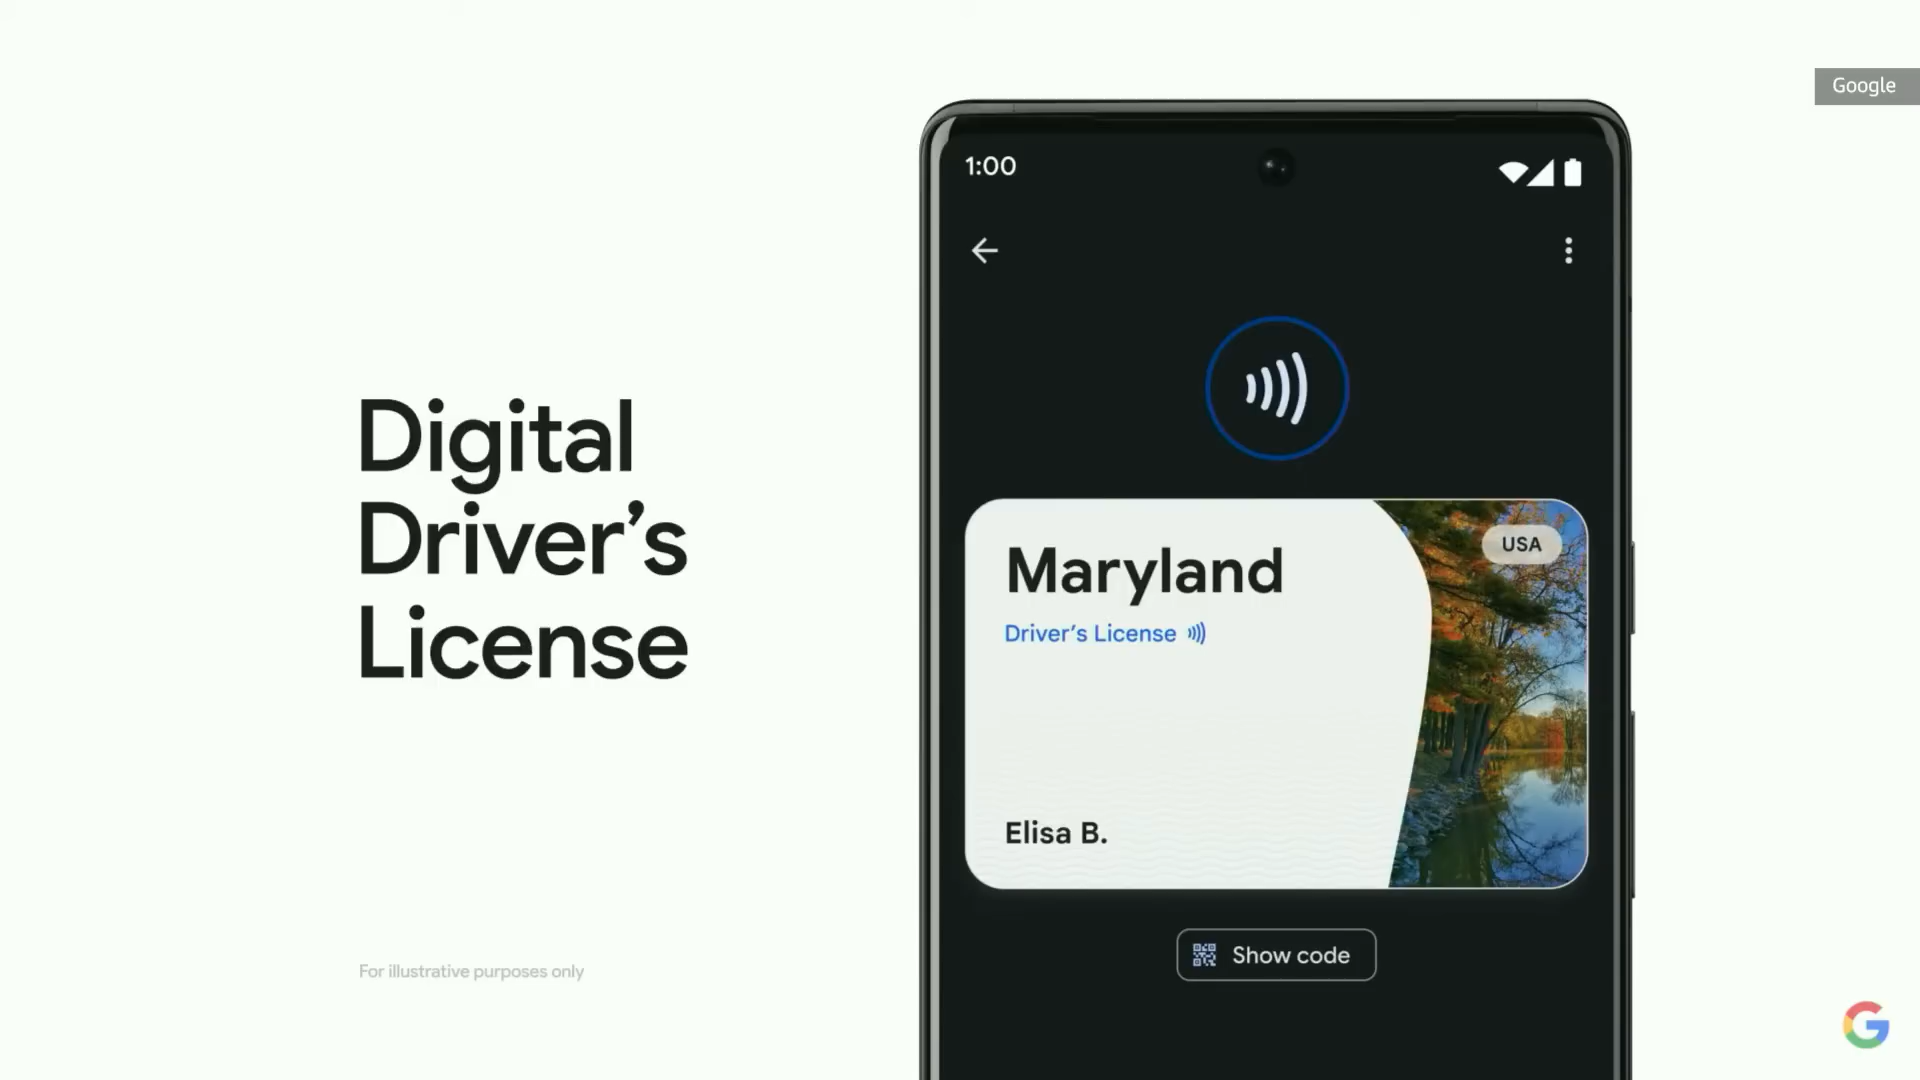 Google
1:00
Digital
Driver’s
License
Maryland
USA
Driver’s License
Elisa B.
Show code
For illustrative purposes only